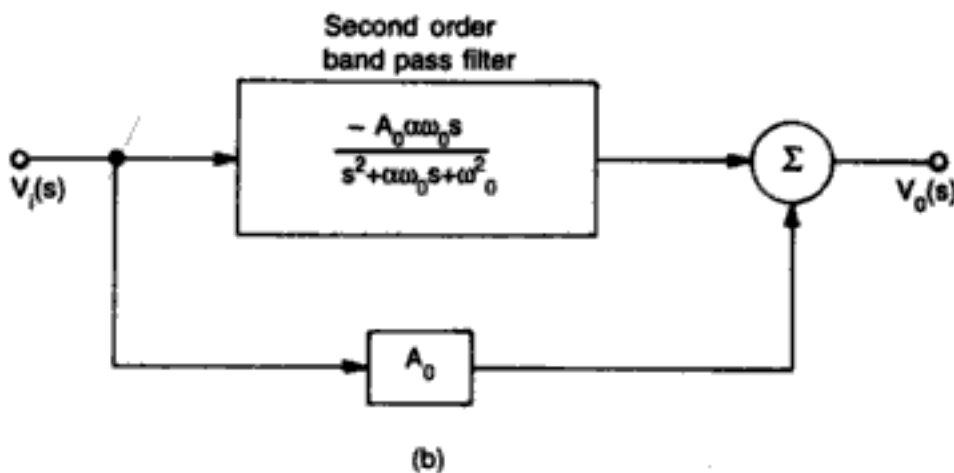 Second order
band pass filter
− A₀αω₀s
s²+αω₀s+ω²₀
Vᵢ(s)
Σ
V₀(s)
A₀
(b)